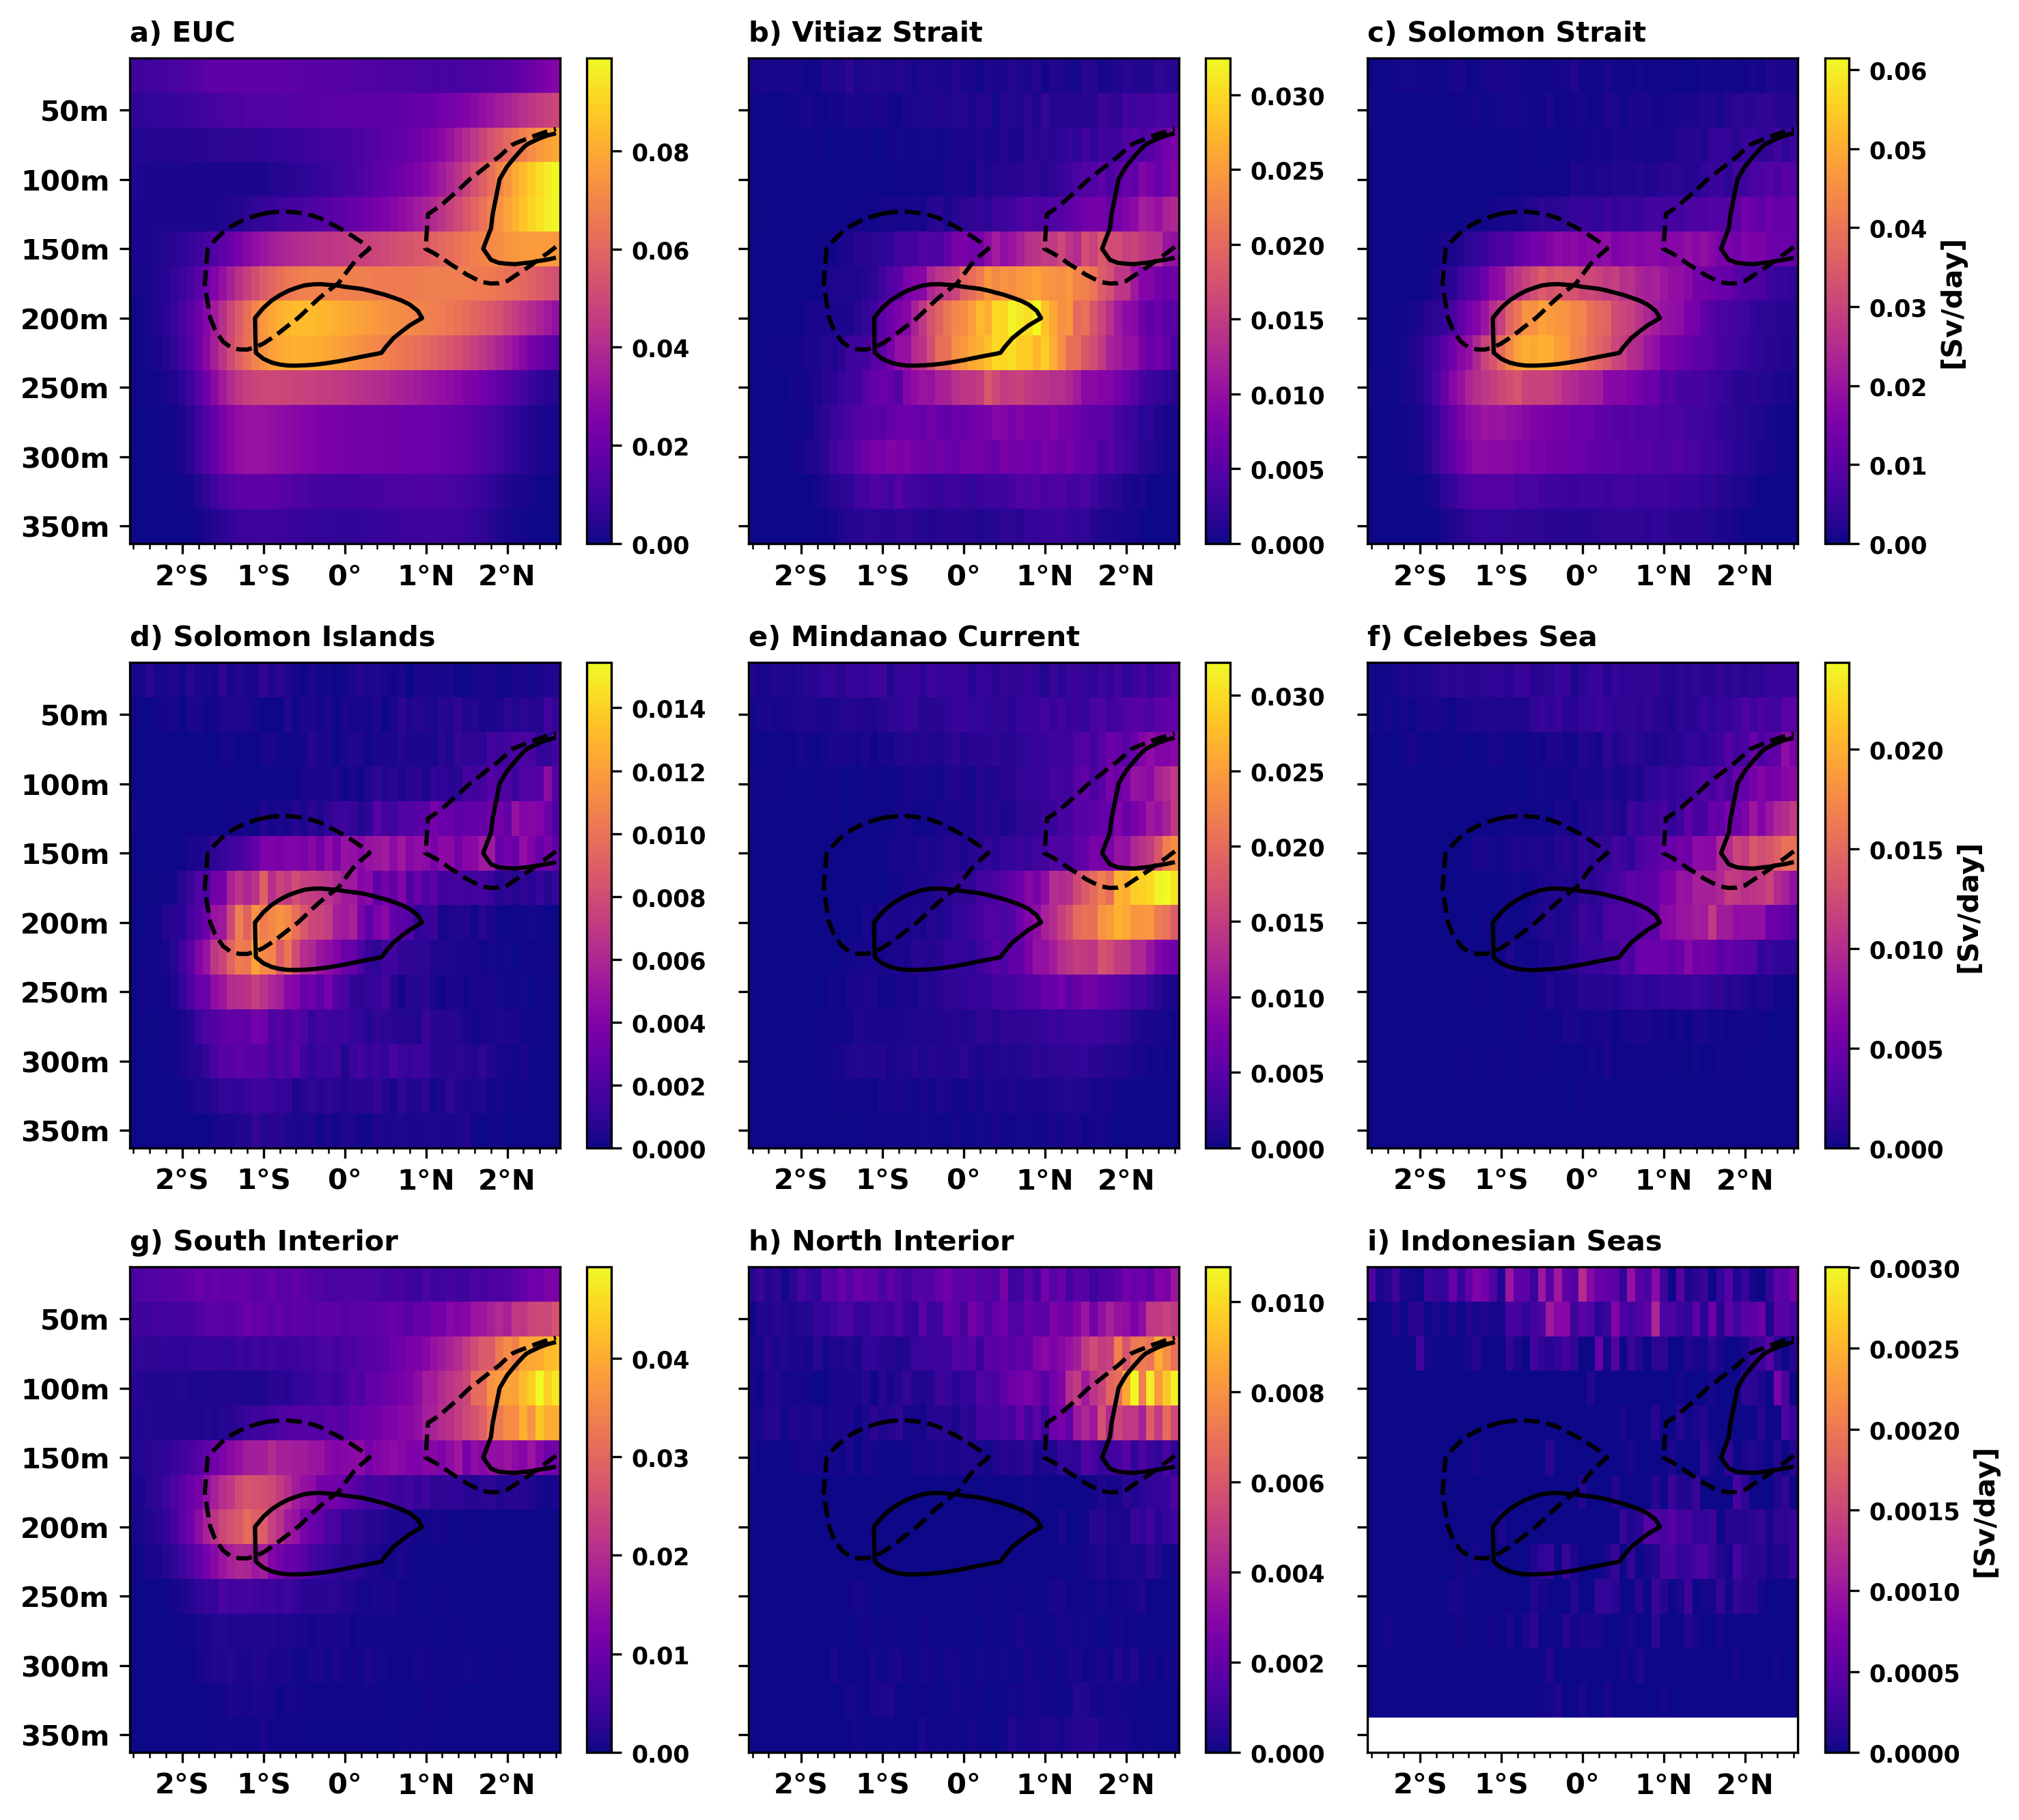 a) EUC
b) Vitiaz Strait
c) Solomon Strait
50m
100m
150m
200m
250m
300m
350m
2°S 1°S 0° 1°N 2°N
0.08
0.06
0.04
0.02
0.00
2°S 1°S 0° 1°N 2°N
0.030
0.025
0.020
0.015
0.010
0.005
0.000
2°S 1°S 0° 1°N 2°N
0.06
0.05
0.04
0.03
0.02
0.01
0.00
[Sv/day]
d) Solomon Islands
e) Mindanao Current
f) Celebes Sea
50m
100m
150m
200m
250m
300m
350m
2°S 1°S 0° 1°N 2°N
0.014
0.012
0.010
0.008
0.006
0.004
0.002
0.000
2°S 1°S 0° 1°N 2°N
0.030
0.025
0.020
0.015
0.010
0.005
0.000
2°S 1°S 0° 1°N 2°N
0.020
0.015
0.010
0.005
0.000
[Sv/day]
g) South Interior
h) North Interior
i) Indonesian Seas
50m
100m
150m
200m
250m
300m
350m
2°S 1°S 0° 1°N 2°N
0.04
0.03
0.02
0.01
0.00
2°S 1°S 0° 1°N 2°N
0.010
0.008
0.006
0.004
0.002
0.000
2°S 1°S 0° 1°N 2°N
0.0030
0.0025
0.0020
0.0015
0.0010
0.0005
0.0000
[Sv/day]